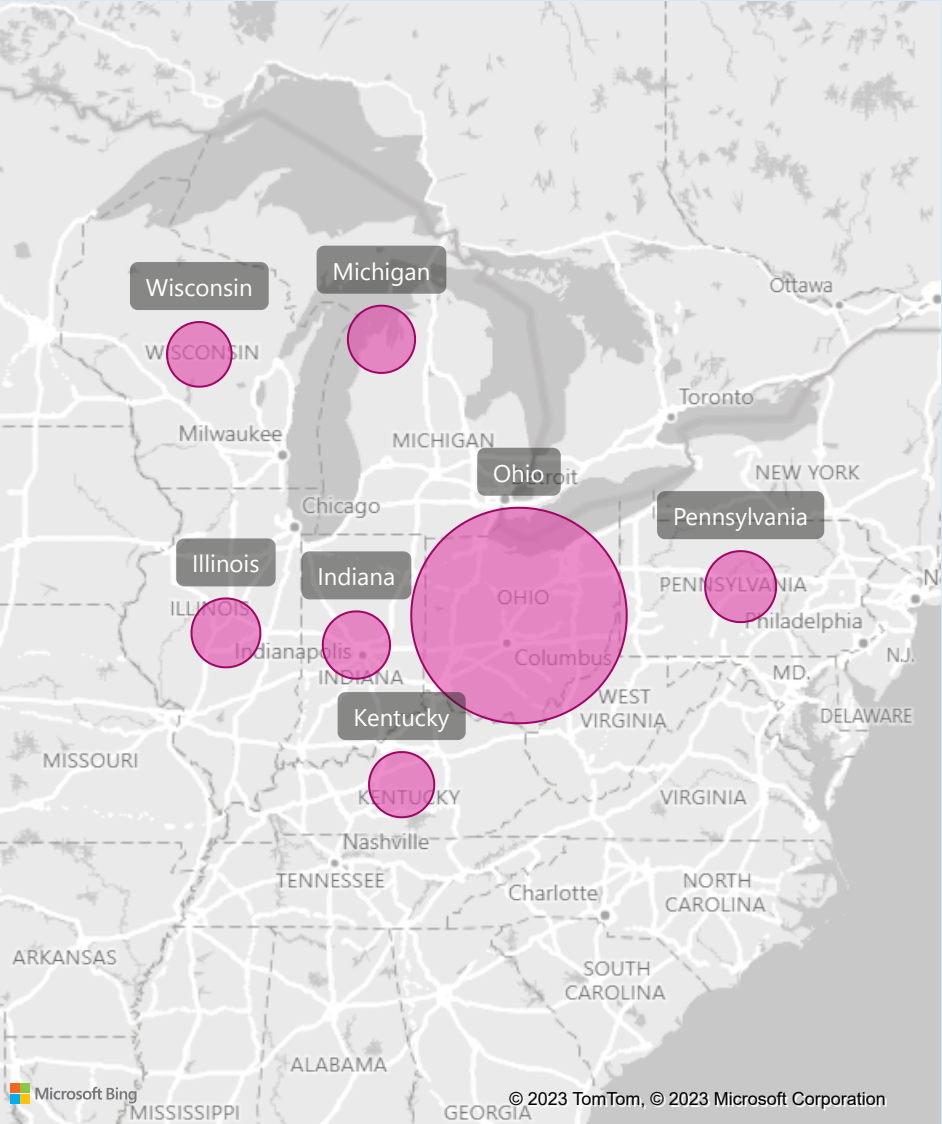 Michigan
Wisconsin
Ottawa
WISCONSIN
Toronto
Milwaukee
MICHIGAN
Ohio
NEW YORK
Chicago
Pennsylvania
Illinois
Indiana
PENNSYLVANIA
OHIO
ILLINOIS
Philadelphia
Indianapolis
Columbus
N.J.
MD.
INDIANA
Kentucky
WEST
VIRGINIA
DELAWARE
MISSOURI
KENTUCKY
VIRGINIA
Nashville
TENNESSEE
Charlotte
NORTH
CAROLINA
ARKANSAS
SOUTH
CAROLINA
ALABAMA
Microsoft Bing
© 2023 TomTom, © 2023 Microsoft Corporation
MISSISSIPPI
GEORGIA